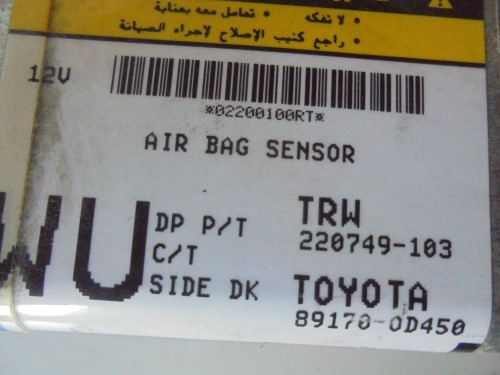 • لا تفكه • تعامل معه بعناية
• راجع كتيب الإصلاح لاجراء الصيانة
12V
*02200100RT*
AIR BAG SENSOR
WU
DP P/T TRW
C/T 220749-103
SIDE DK TOYOTA
89170-0D450